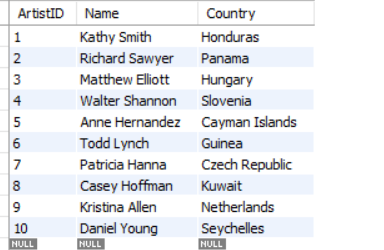 ArtistID Name Country
1 Kathy Smith Honduras
2 Richard Sawyer Panama
3 Matthew Elliott Hungary
4 Walter Shannon Slovenia
5 Anne Hernandez Cayman Islands
6 Todd Lynch Guinea
7 Patricia Hanna Czech Republic
8 Casey Hoffman Kuwait
9 Kristina Allen Netherlands
10 Daniel Young Seychelles
NULL NULL NULL